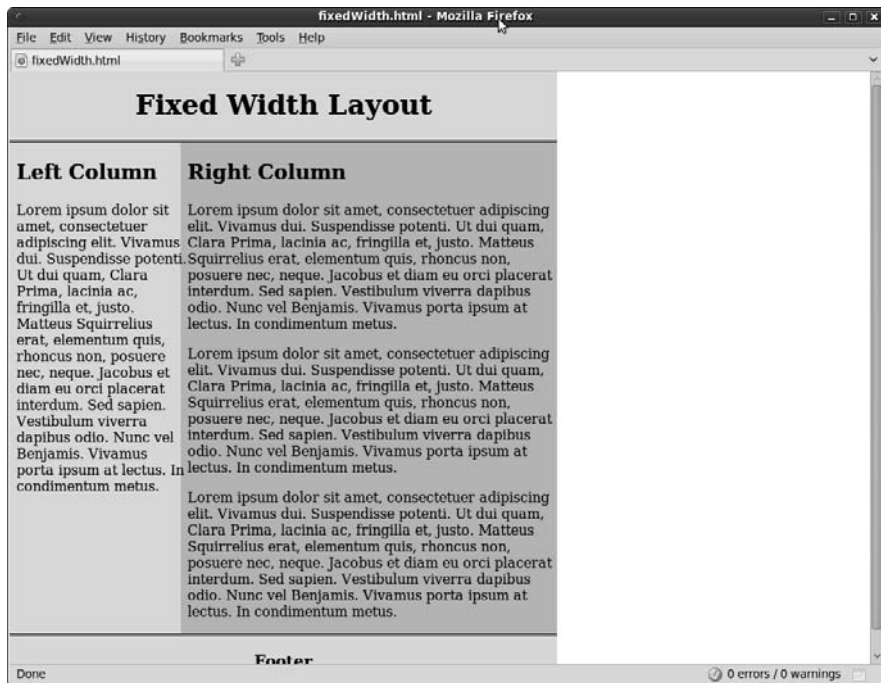 fixedWidth.html - Mozilla Firefox
File Edit View History Bookmarks Tools Help
fixedWidth.html
Fixed Width Layout
Left Column
Lorem ipsum dolor sit
amet, consectetuer
adipiscing elit. Vivamus
dui. Suspendisse potenti.
Ut dui quam, Clara
Prima, lacinia ac,
fringilla et, justo.
Matteus Squirrelius
erat, elementum quis,
rhoncus non, posuere
nec, neque. Jacobus et
diam eu orci placerat
interdum. Sed sapien.
Vestibulum viverra
dapibus odio. Nunc vel
Benjamis. Vivamus
porta ipsum at lectus. In
condimentum metus.
Right Column
Lorem ipsum dolor sit amet, consectetuer adipiscing
elit. Vivamus dui. Suspendisse potenti. Ut dui quam,
Clara Prima, lacinia ac, fringilla et, justo. Matteus
Squirrelius erat, elementum quis, rhoncus non,
posuere nec, neque. Jacobus et diam eu orci placerat
interdum. Sed sapien. Vestibulum viverra dapibus
odio. Nunc vel Benjamis. Vivamus porta ipsum at
lectus. In condimentum metus.
Lorem ipsum dolor sit amet, consectetuer adipiscing
elit. Vivamus dui. Suspendisse potenti. Ut dui quam,
Clara Prima, lacinia ac, fringilla et, justo. Matteus
Squirrelius erat, elementum quis, rhoncus non,
posuere nec, neque. Jacobus et diam eu orci placerat
interdum. Sed sapien. Vestibulum viverra dapibus
odio. Nunc vel Benjamis. Vivamus porta ipsum at
lectus. In condimentum metus.
Lorem ipsum dolor sit amet, consectetuer adipiscing
elit. Vivamus dui. Suspendisse potenti. Ut dui quam,
Clara Prima, lacinia ac, fringilla et, justo. Matteus
Squirrelius erat, elementum quis, rhoncus non,
posuere nec, neque. Jacobus et diam eu orci placerat
interdum. Sed sapien. Vestibulum viverra dapibus
odio. Nunc vel Benjamis. Vivamus porta ipsum at
lectus. In condimentum metus.
Footer
Done
0 errors / 0 warnings